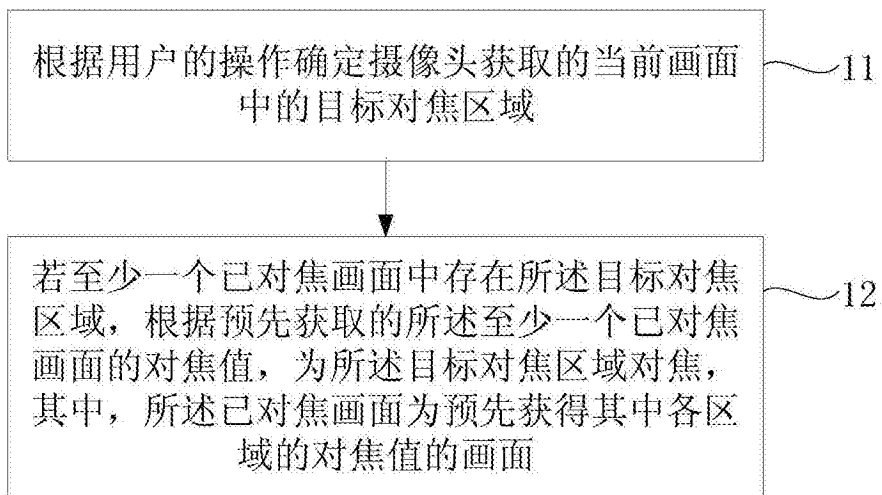 根据用户的操作确定摄像头获取的当前画面
中的目标对焦区域
11
若至少一个已对焦画面中存在所述目标对焦
区域，根据预先获取的所述至少一个已对焦
画面的对焦值，为所述目标对焦区域对焦，
其中，所述已对焦画面为预先获得其中各区
域的对焦值的画面
12